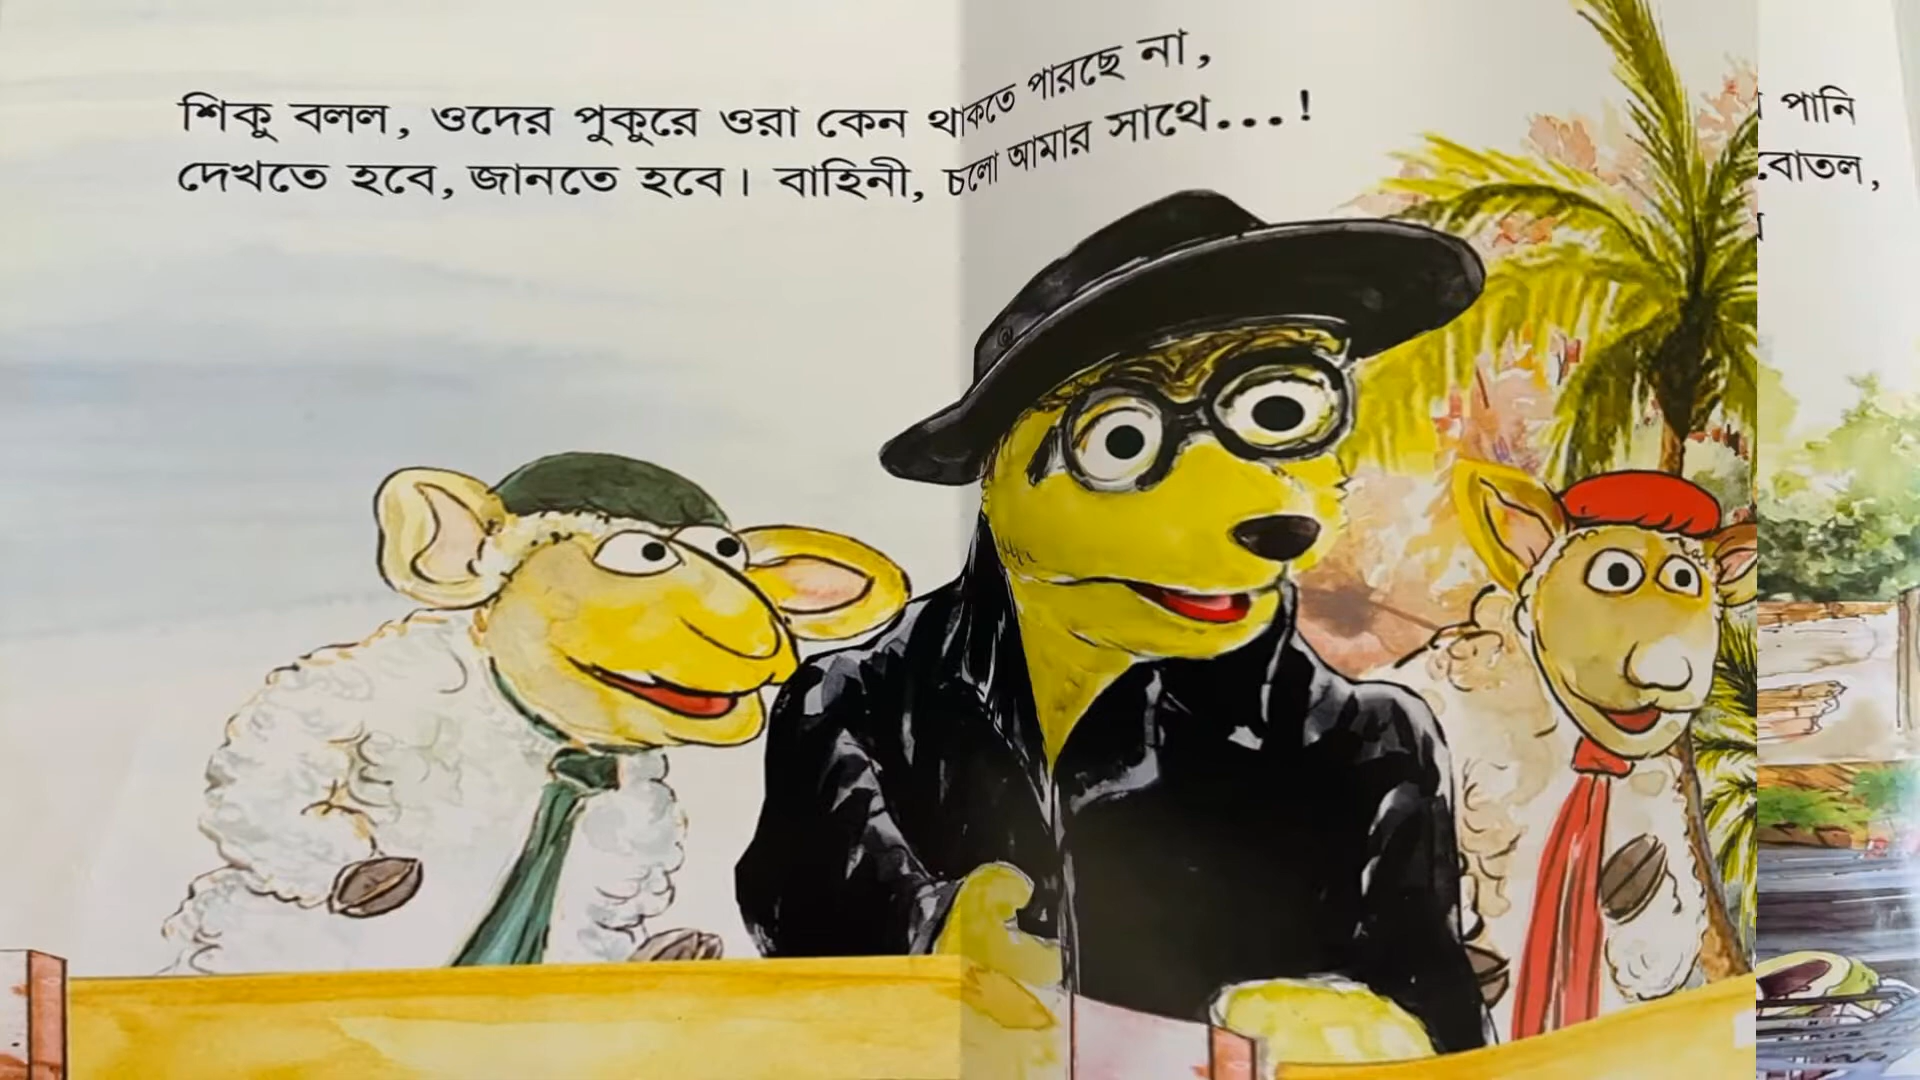 শিকু বলল, ওদের পুকুরে ওরা কেন থাকতে পারছে না,
দেখতে হবে, জানতে হবে। বাহিনী, চলো আমার সাথে...!
পানি
বোতল,